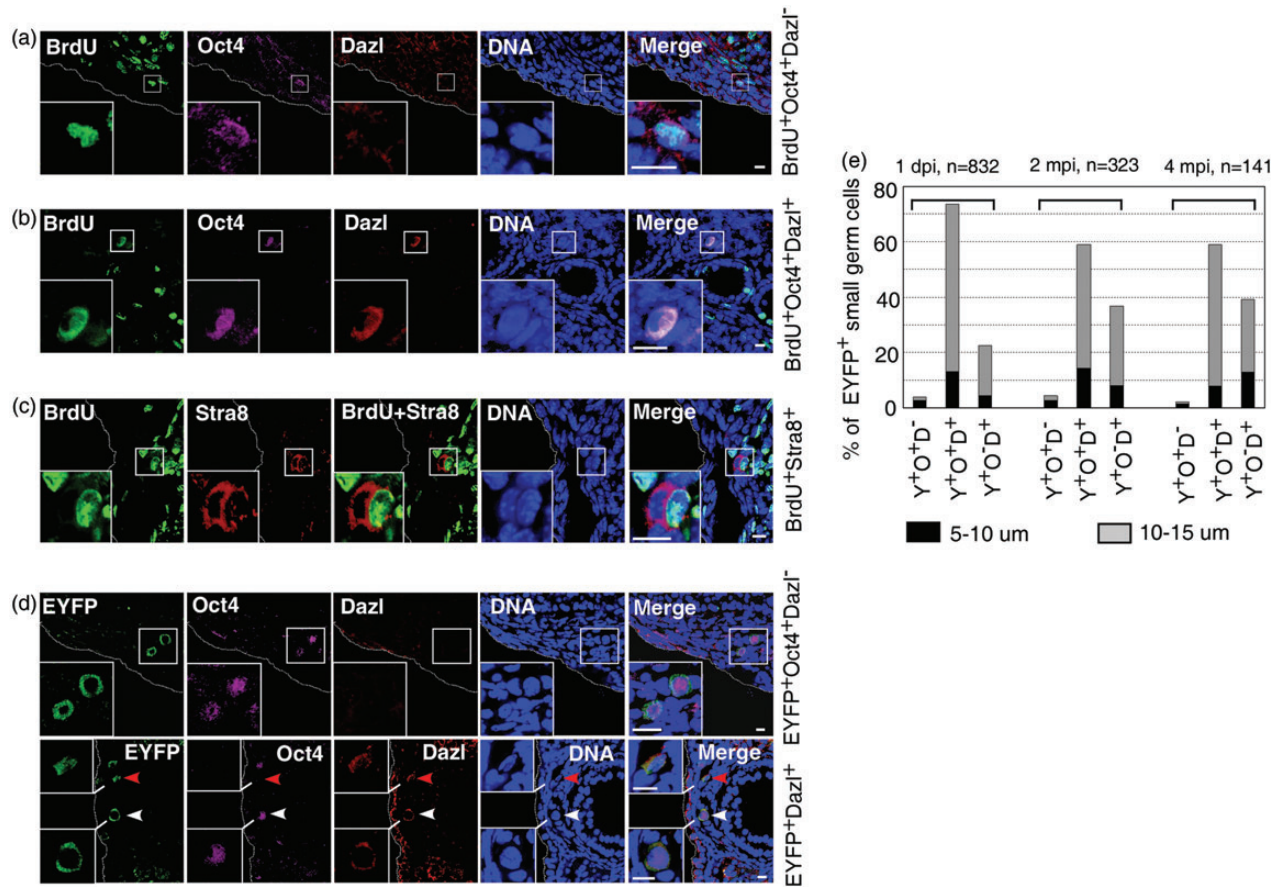 (a)
BrdU
Oct4
Dazl
DNA
Merge
BrdU⁺Oct4⁺Dazl⁻
(b)
BrdU
Oct4
Dazl
DNA
Merge
BrdU⁺Oct4⁺Dazl⁺
(c)
BrdU
Stra8
BrdU+Stra8
DNA
Merge
BrdU⁺Stra8⁺
(d)
EYFP
Oct4
Dazl
DNA
Merge
EYFP⁺Oct4⁺Dazl⁻
EYFP
Oct4
Dazl
DNA
Merge
EYFP⁺Dazl⁺
(e)
1 dpi, n=832
2 mpi, n=323
4 mpi, n=141
% of EYFP⁺ small germ cells
80
60
40
20
0
Y⁺O⁺D⁻
Y⁺O⁺D⁺
Y⁺O⁻D⁺
Y⁺O⁺D⁻
Y⁺O⁺D⁺
Y⁺O⁻D⁺
Y⁺O⁺D⁻
Y⁺O⁺D⁺
Y⁺O⁻D⁺
5-10 um
10-15 um